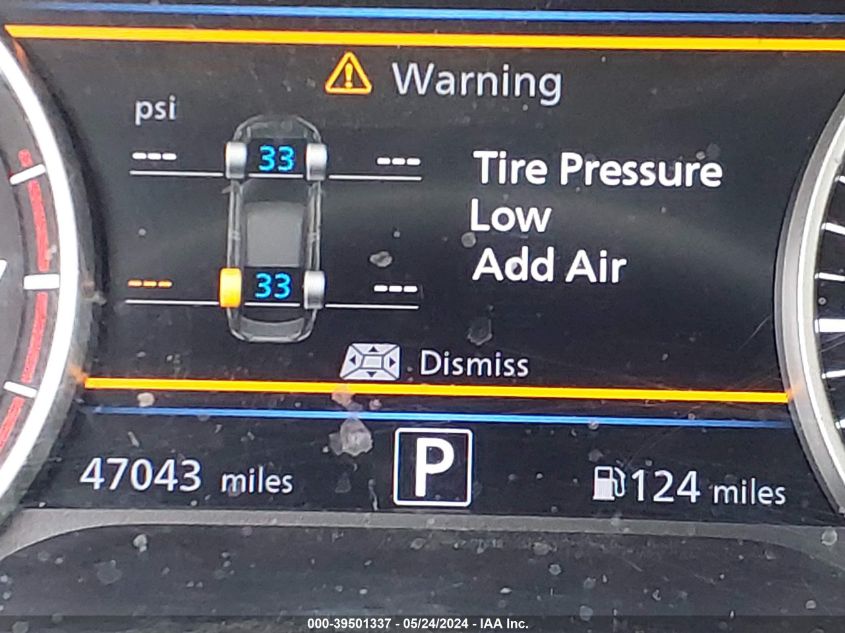 Warning
psi
--- 33 ---
Tire Pressure
Low
Add Air
--- 33 ---
Dismiss
47043 miles P 124 miles
000-39501337 - 05/24/2024 - IAA Inc.